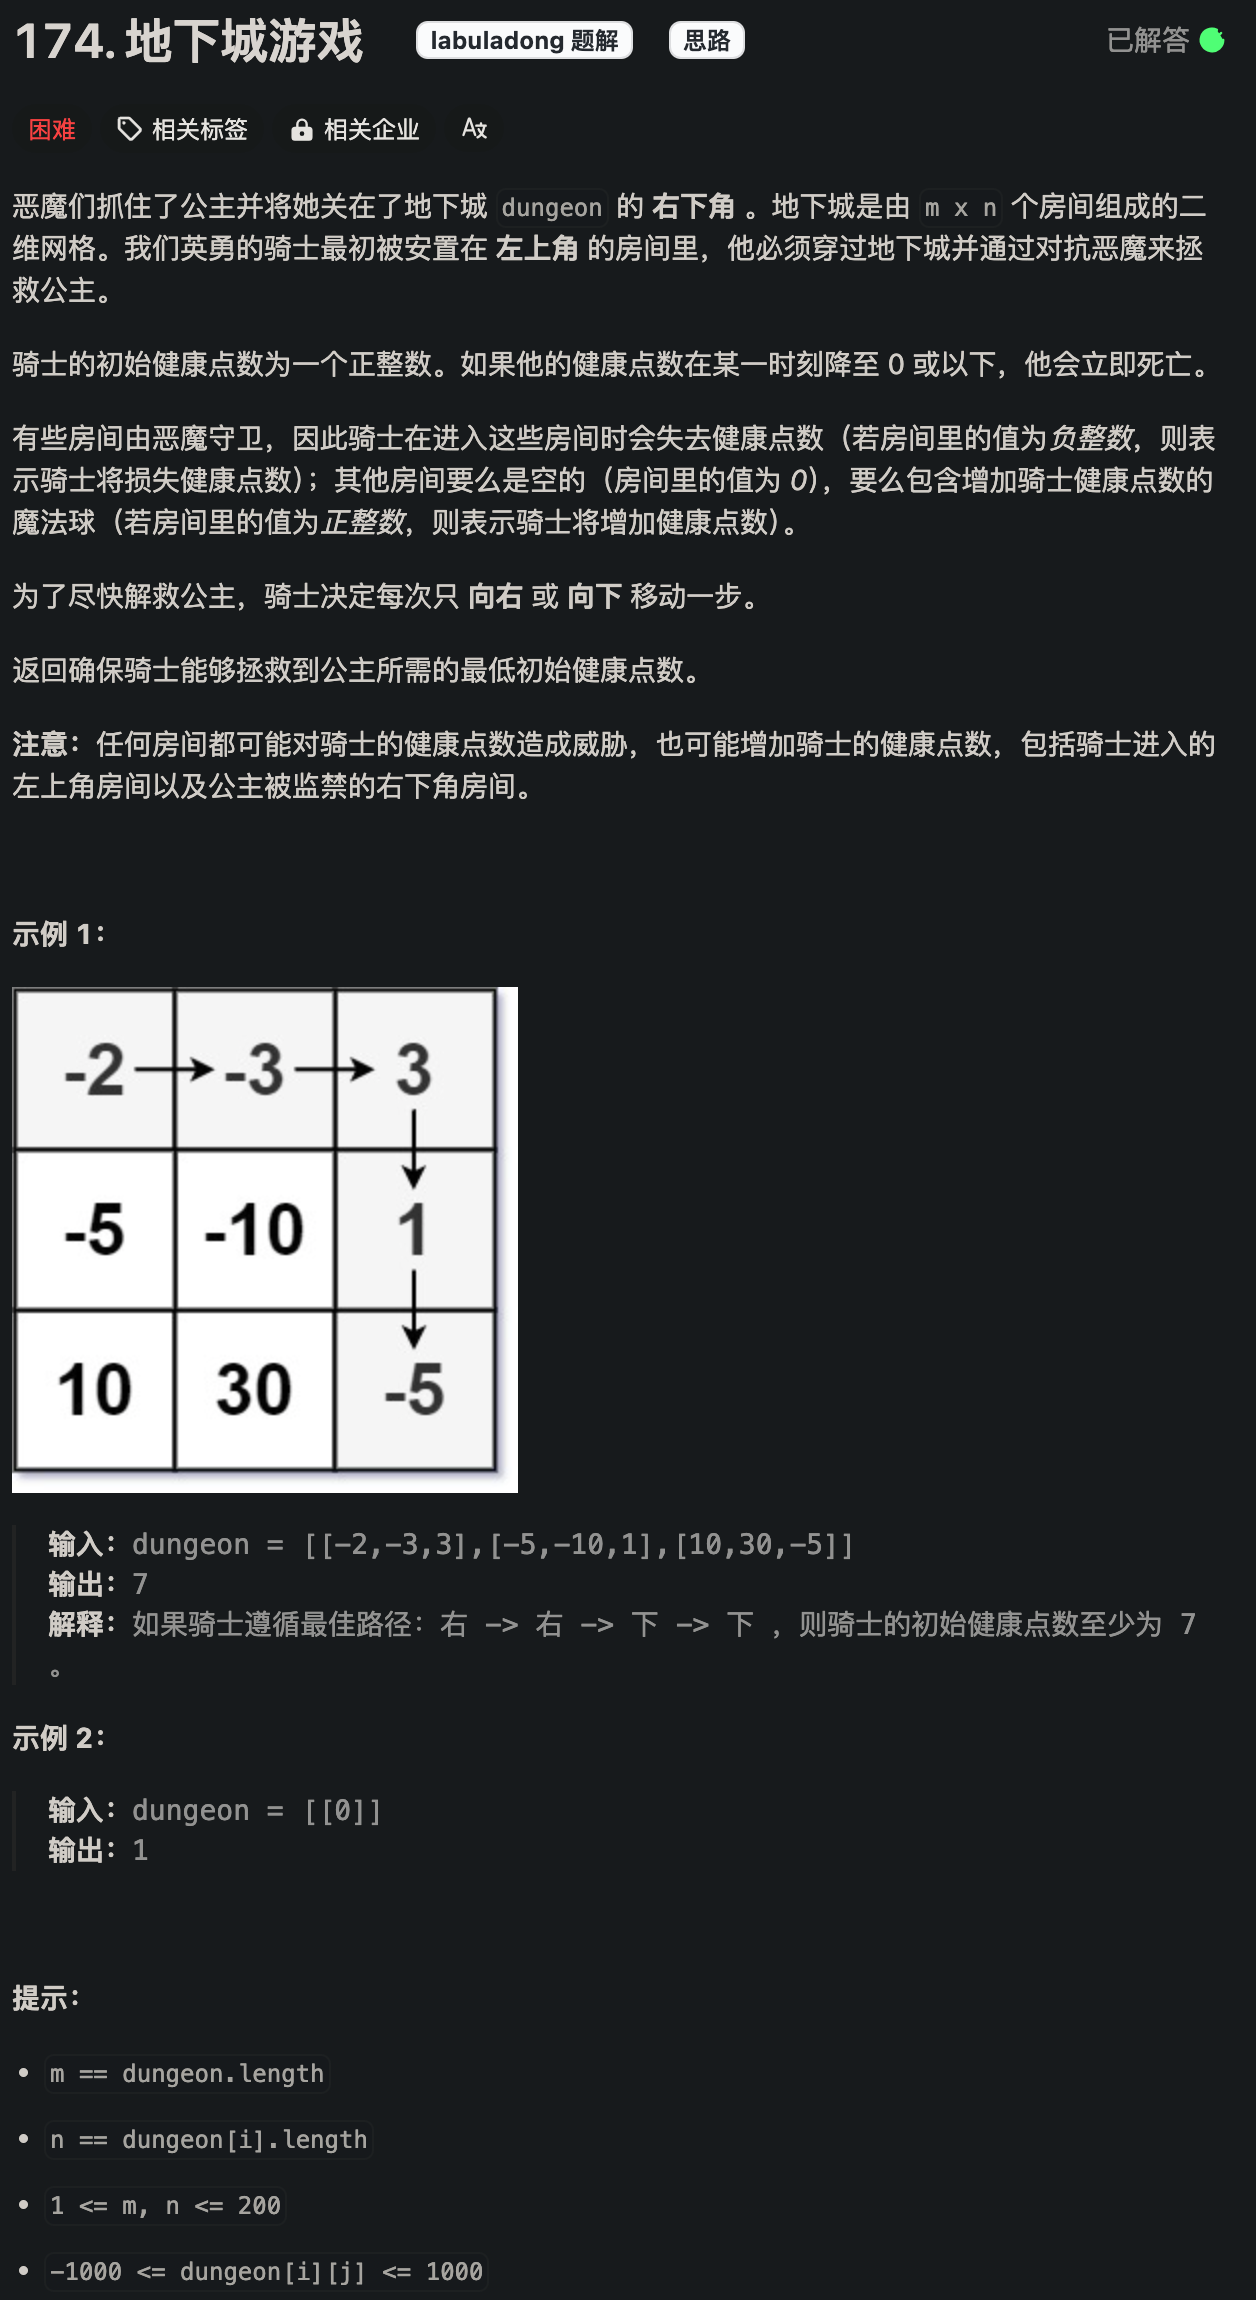 174. 地下城游戏 labuladong 题解 思路 已解答
困难 相关标签 相关企业 Ax
恶魔们抓住了公主并将她关在了地下城 dungeon 的 右下角 。地下城是由 m x n 个房间组成的二
维网格。我们英勇的骑士最初被安置在 左上角 的房间里，他必须穿过地下城并通过对抗恶魔来拯
救公主。
骑士的初始健康点数为一个正整数。如果他的健康点数在某一时刻降至 0 或以下，他会立即死亡。
有些房间由恶魔守卫，因此骑士在进入这些房间时会失去健康点数（若房间里的值为负整数，则表
示骑士将损失健康点数）；其他房间要么是空的（房间里的值为 0），要么包含增加骑士健康点数的
魔法球（若房间里的值为正整数，则表示骑士将增加健康点数）。
为了尽快解救公主，骑士决定每次只 向右 或 向下 移动一步。
返回确保骑士能够拯救到公主所需的最低初始健康点数。
注意：任何房间都可能对骑士的健康点数造成威胁，也可能增加骑士的健康点数，包括骑士进入的
左上角房间以及公主被监禁的右下角房间。
示例 1：
-2 -3 3
-5 -10 1
10 30 -5
输入：dungeon = [[-2,-3,3],[-5,-10,1],[10,30,-5]]
输出：7
解释：如果骑士遵循最佳路径：右 -> 右 -> 下 -> 下 ，则骑士的初始健康点数至少为 7
。
示例 2：
输入：dungeon = [[0]]
输出：1
提示：
• m == dungeon.length
• n == dungeon[i].length
• 1 <= m, n <= 200
• -1000 <= dungeon[i][j] <= 1000